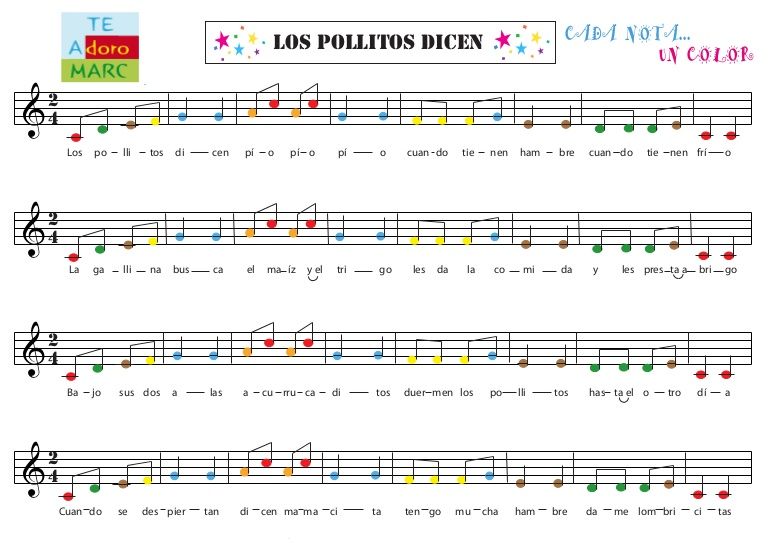 TE
Adoro
MARC
LOS POLLITOS DICEN
CADA NOTA...
UN COLOR
2
4
Los po – lli – tos di – cen pí – o pí – o pí – o cuan – do tie – nen ham – bre cuan – do tie – nen frí – o
2
4
La ga – lli – na bus – ca el ma – íz y el tri – go les da la co – mi – da y les pres – ta a – bri – go
2
4
Ba – jo sus dos a – las a – cu – rru – ca – di – tos duer – men los po – lli – tos has – ta el o – tro dí – a
2
4
Cuan – do se des – pier – tan di – cen ma – ma – ci – ta ten – go mu – cha ham – bre da – me lom – bri – ci – tas